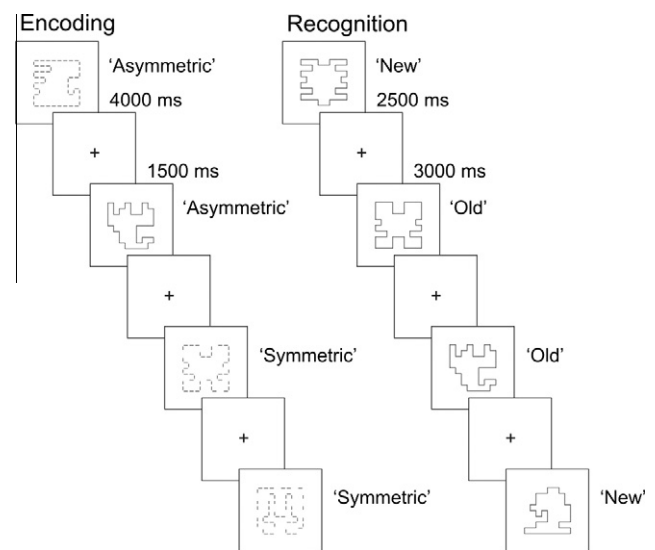 Encoding
'Asymmetric'
4000 ms
+
1500 ms
'Asymmetric'
+
'Symmetric'
+
'Symmetric'
Recognition
'New'
2500 ms
+
3000 ms
'Old'
+
'Old'
+
'New'